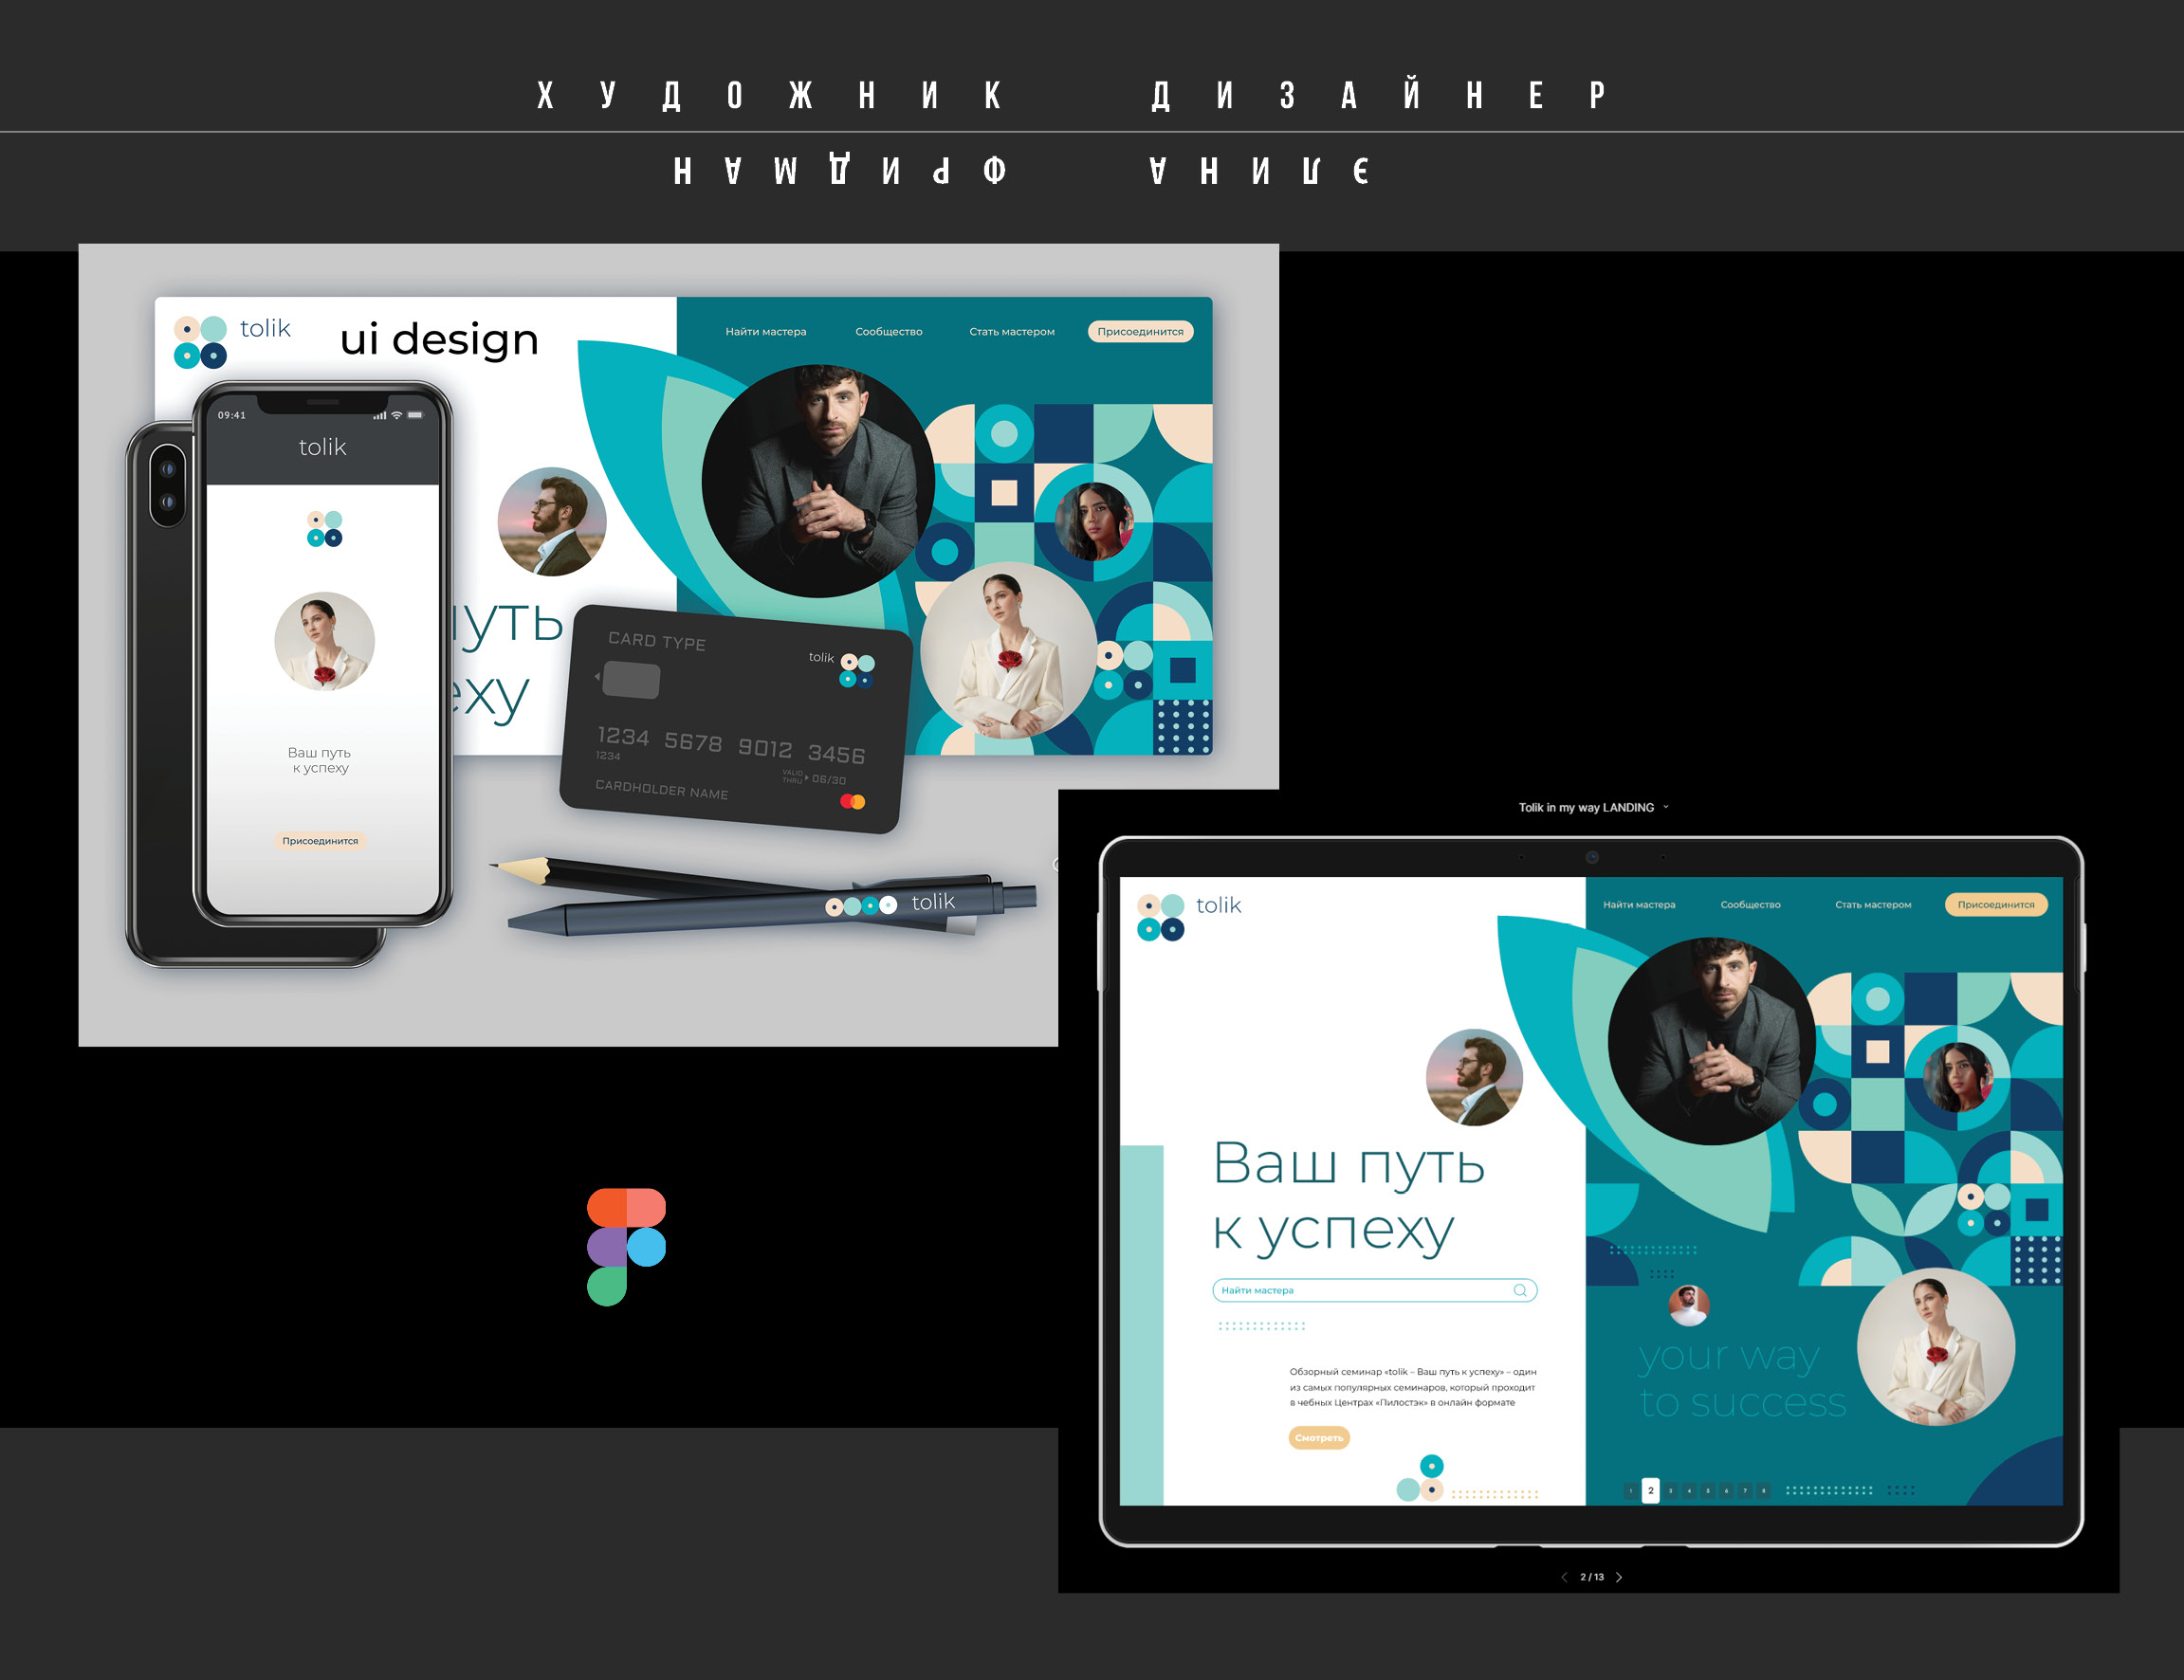 ХУДОЖНИК ДИЗАЙНЕР
ЭЛИНА ФРИДМАН
tolik
ui design
Найти мастера Сообщество Стать мастером Присоединится
09:41
tolik
Ваш путь
к успеху
Присоединится
путь
еху
CARD TYPE
tolik
1234 5678 9012 3456
1234
VALID THRU 06/30
CARDHOLDER NAME
tolik
Tolik in my way LANDING
tolik
Найти мастера Сообщество Стать мастером Присоединится
Ваш путь
к успеху
Найти мастера
Обзорный семинар «tolik – Ваш путь к успеху» – один
из самых популярных семинаров, который проходит
в чебных Центрах «Пилостэк» в онлайн формате
Смотреть
your way
to success
1 2 3 4 5 6 7 8
2 / 13